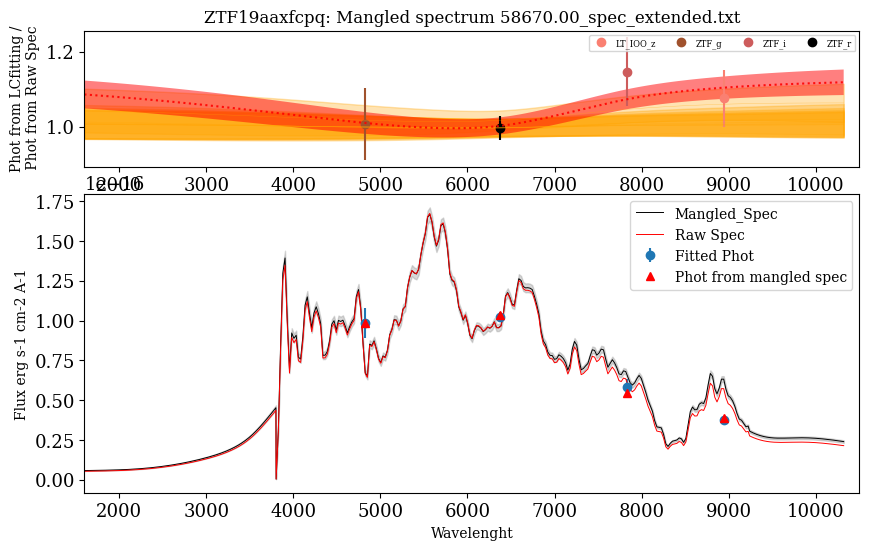 ZTF19aaxfcpq: Mangled spectrum 58670.00_spec_extended.txt
Phot from LCfitting /
Phot from Raw Spec
1.2
1.0
LT_IOO_z
ZTF_g
ZTF_i
ZTF_r
2000 3000 4000 5000 6000 7000 8000 9000 10000
1e−16
Flux erg s-1 cm-2 A-1
1.75
1.50
1.25
1.00
0.75
0.50
0.25
0.00
Mangled_Spec
Raw Spec
Fitted Phot
Phot from mangled spec
2000 3000 4000 5000 6000 7000 8000 9000 10000
Wavelenght